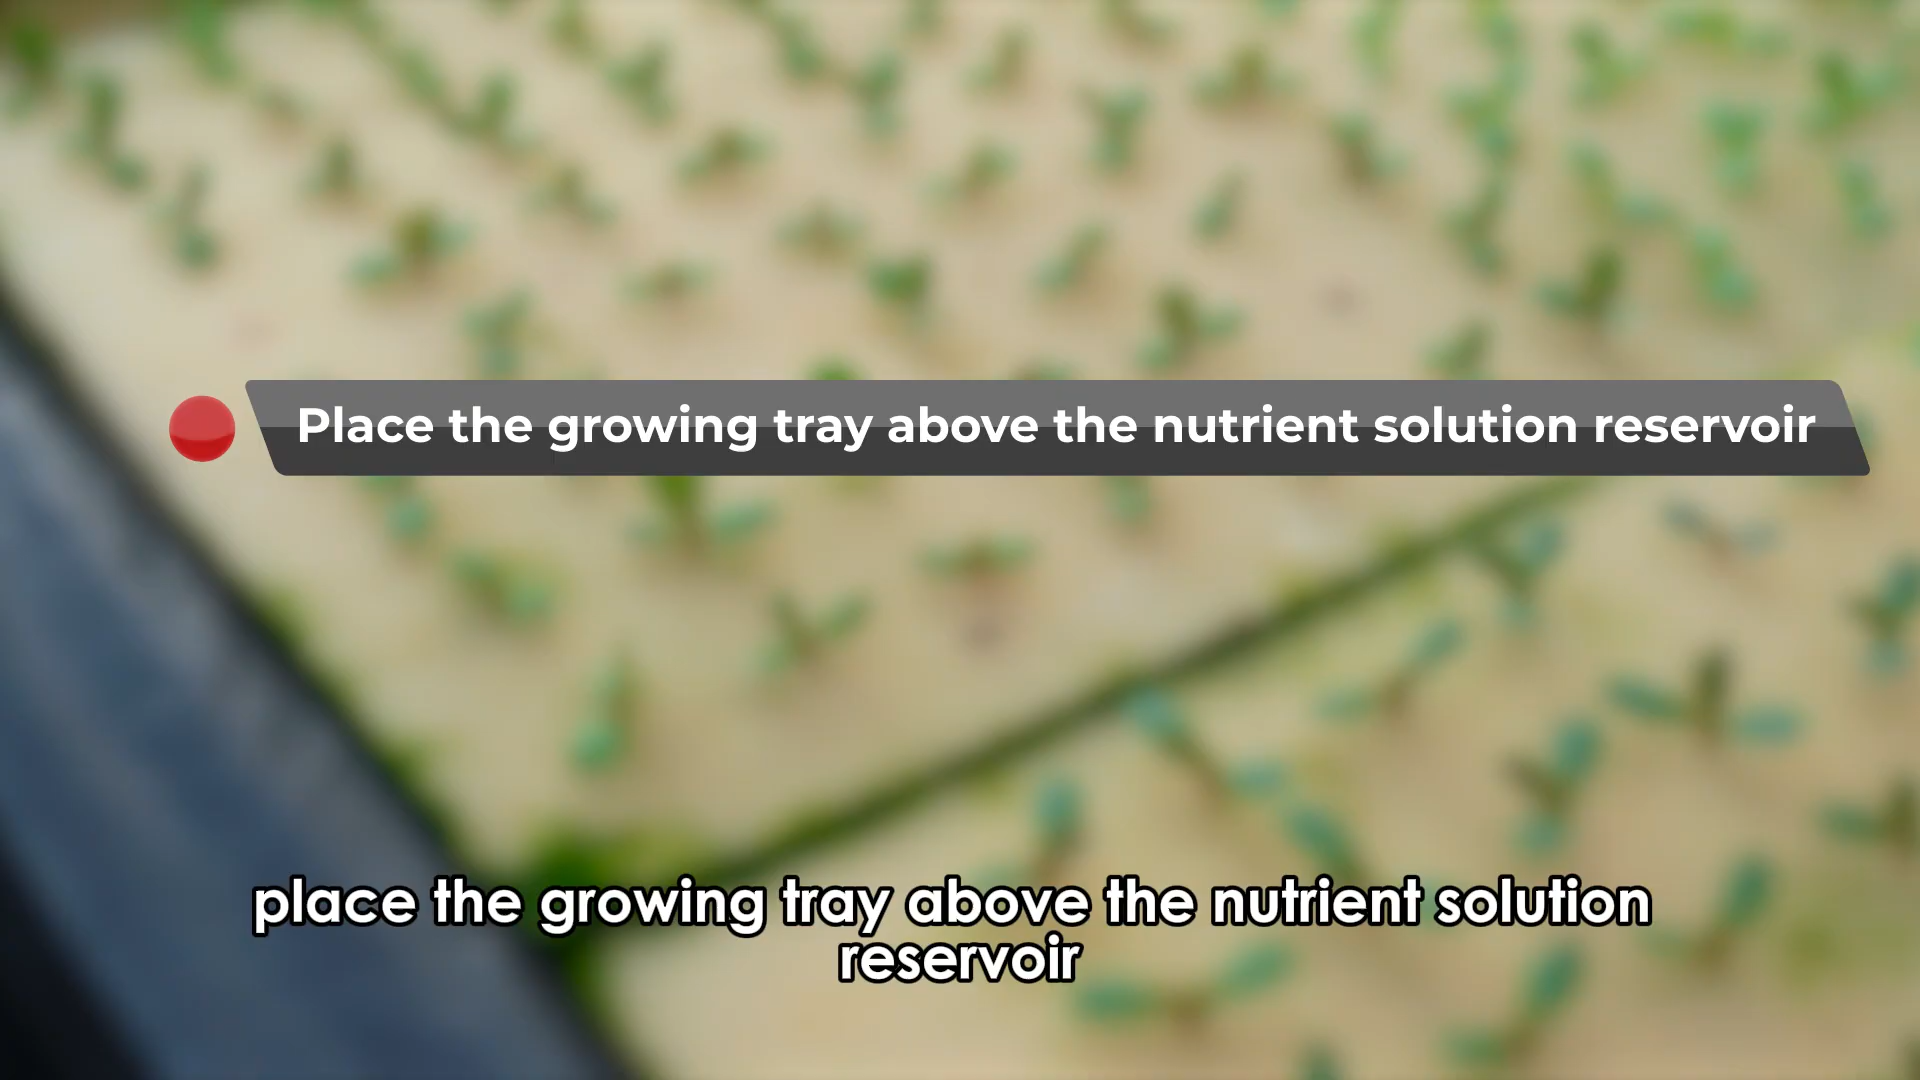 Place the growing tray above the nutrient solution reservoir
place the growing tray above the nutrient solution
reservoir